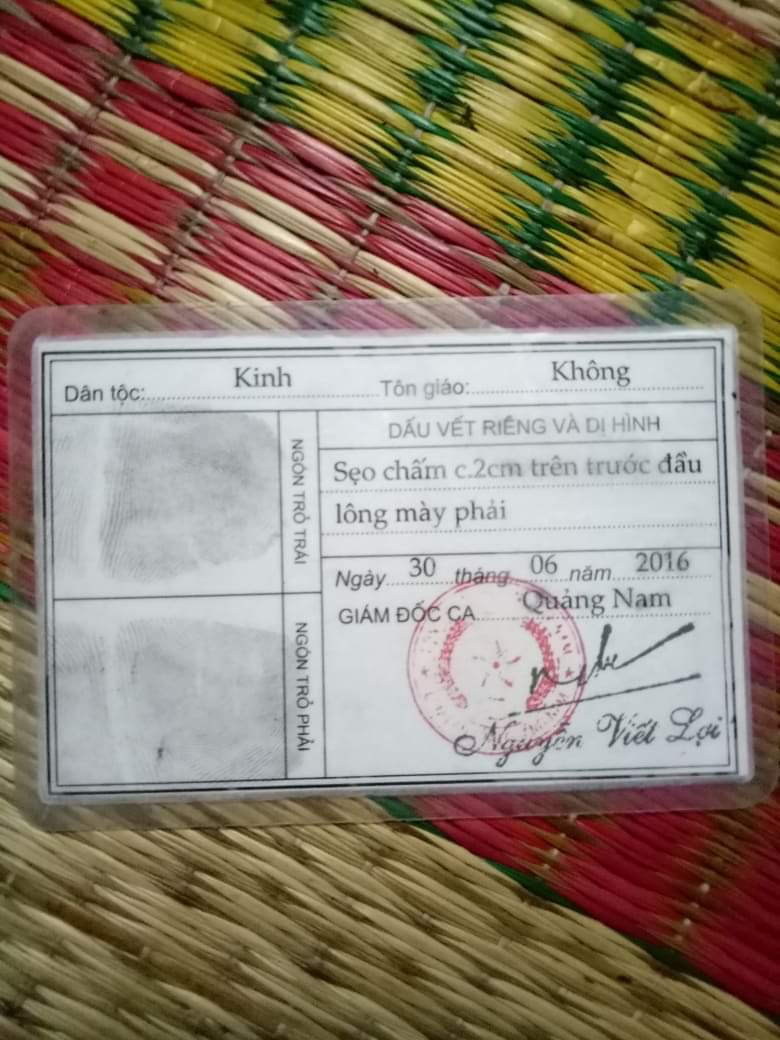 Dân tộc: Kinh Tôn giáo: Không
NGÓN TRỎ TRÁI
DẤU VẾT RIÊNG VÀ DỊ HÌNH
Sẹo chấm c.2cm trên trước đầu
lông mày phải
Ngày 30 tháng 06 năm 2016
GIÁM ĐỐC CA Quảng Nam
NGÓN TRỎ PHẢI
Nguyễn Viết Lợi